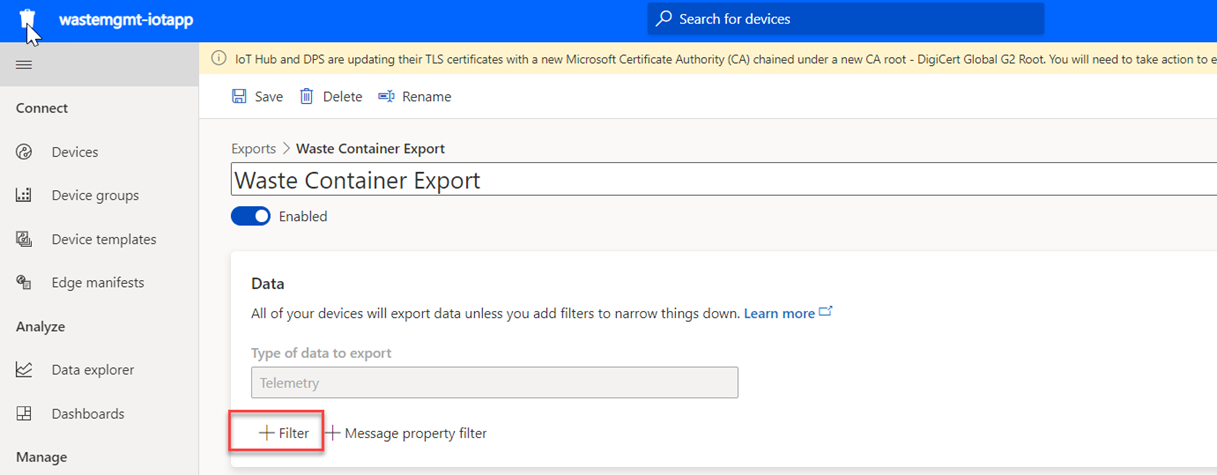 wastemgmt-iotapp
Search for devices
IoT Hub and DPS are updating their TLS certificates with a new Microsoft Certificate Authority (CA) chained under a new CA root - DigiCert Global G2 Root. You will need to take action to e
Save Delete Rename
Connect
Devices
Device groups
Device templates
Edge manifests
Analyze
Data explorer
Dashboards
Manage
Exports > Waste Container Export
Waste Container Export
Enabled
Data
All of your devices will export data unless you add filters to narrow things down. Learn more
Type of data to export
Telemetry
+ Filter + Message property filter